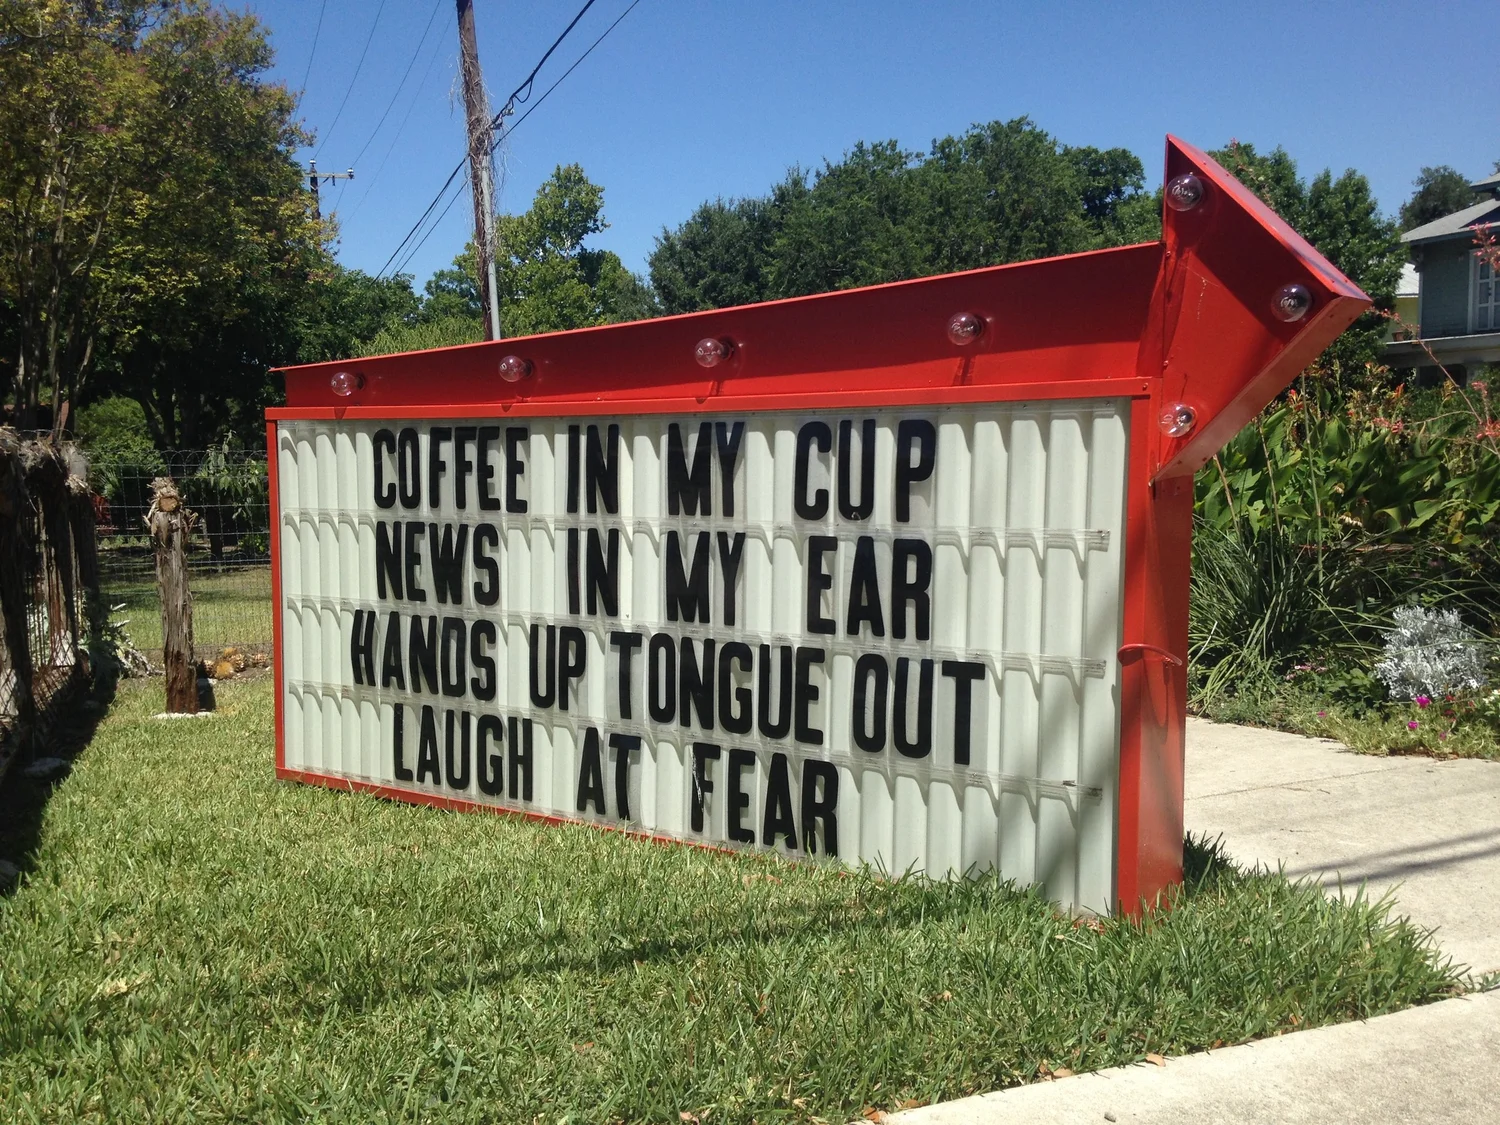 COFFEE IN MY CUP
NEWS IN MY EAR
HANDS UP TONGUE OUT
LAUGH AT FEAR